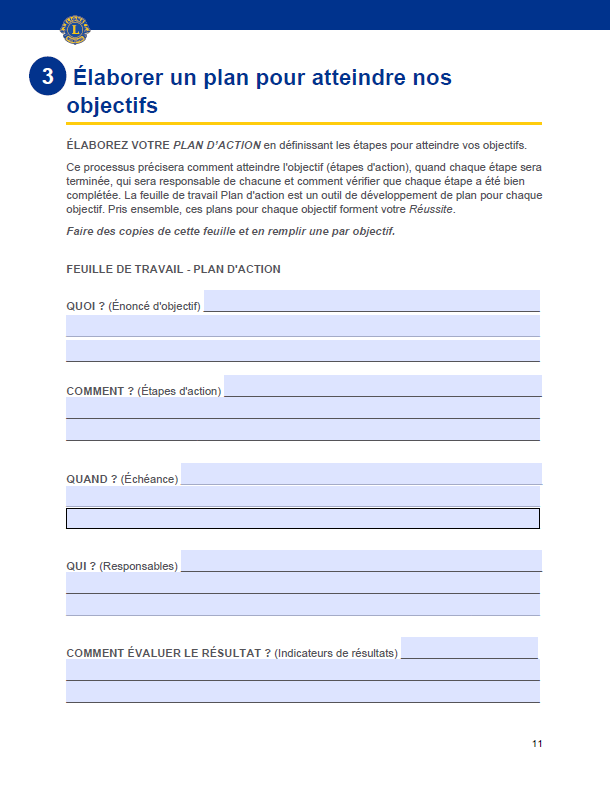 L
3 Élaborer un plan pour atteindre nos
objectifs
ÉLABOREZ VOTRE PLAN D'ACTION en définissant les étapes pour atteindre vos objectifs.
Ce processus précisera comment atteindre l'objectif (étapes d'action), quand chaque étape sera
terminée, qui sera responsable de chacune et comment vérifier que chaque étape a été bien
complétée. La feuille de travail Plan d'action est un outil de développement de plan pour chaque
objectif. Pris ensemble, ces plans pour chaque objectif forment votre Réussite.
Faire des copies de cette feuille et en remplir une par objectif.
FEUILLE DE TRAVAIL - PLAN D'ACTION
QUOI ? (Énoncé d'objectif)
COMMENT ? (Étapes d'action)
QUAND ? (Échéance)
QUI ? (Responsables)
COMMENT ÉVALUER LE RÉSULTAT ? (Indicateurs de résultats)
11